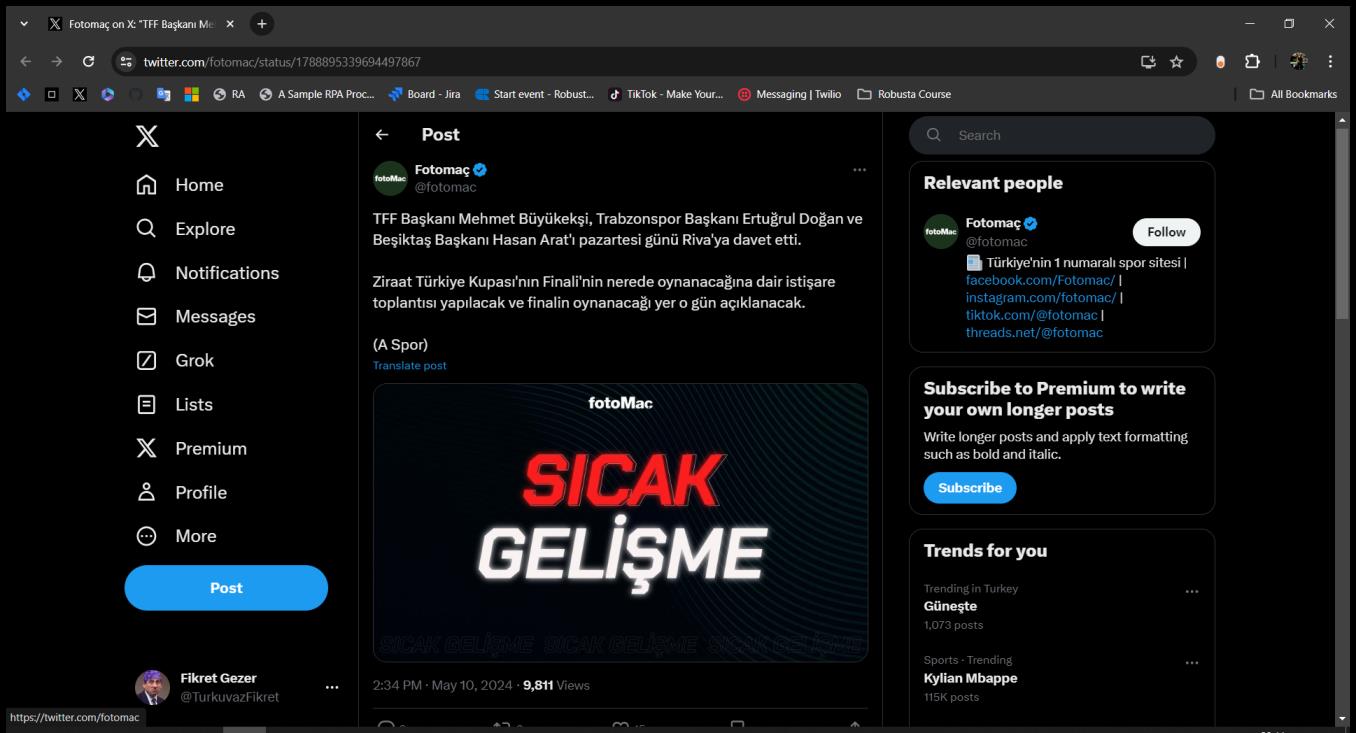 Fotomaç on X: "TFF Başkanı Me
twitter.com/fotomac/status/1788895339694497867
RA
A Sample RPA Proc...
Board - Jira
Start event - Robust...
TikTok - Make Your...
Messaging | Twilio
Robusta Course
All Bookmarks
Home
Explore
Notifications
Messages
Grok
Lists
Premium
Profile
More
Post
Fikret Gezer
@TurkuvazFikret
https://twitter.com/fotomac
Post
fotoMac
Fotomaç
@fotomac
TFF Başkanı Mehmet Büyükekşi, Trabzonspor Başkanı Ertuğrul Doğan ve
Beşiktaş Başkanı Hasan Arat'ı pazartesi günü Riva'ya davet etti.
Ziraat Türkiye Kupası'nın Finali'nin nerede oynanacağına dair istişare
toplantısı yapılacak ve finalin oynanacağı yer o gün açıklanacak.
(A Spor)
Translate post
fotoMac
SICAK
GELİŞME
SICAK GELİŞME SICAK GELİŞME SICAK GELİŞME
2:34 PM · May 10, 2024 · 9,811 Views
Search
Relevant people
fotoMac
Fotomaç
@fotomac
Follow
Türkiye'nin 1 numaralı spor sitesi |
facebook.com/Fotomac/ |
instagram.com/fotomac/ |
tiktok.com/@fotomac |
threads.net/@fotomac
Subscribe to Premium to write
your own longer posts
Write longer posts and apply text formatting
such as bold and italic.
Subscribe
Trends for you
Trending in Turkey
Güneşte
1,073 posts
Sports · Trending
Kylian Mbappe
115K posts